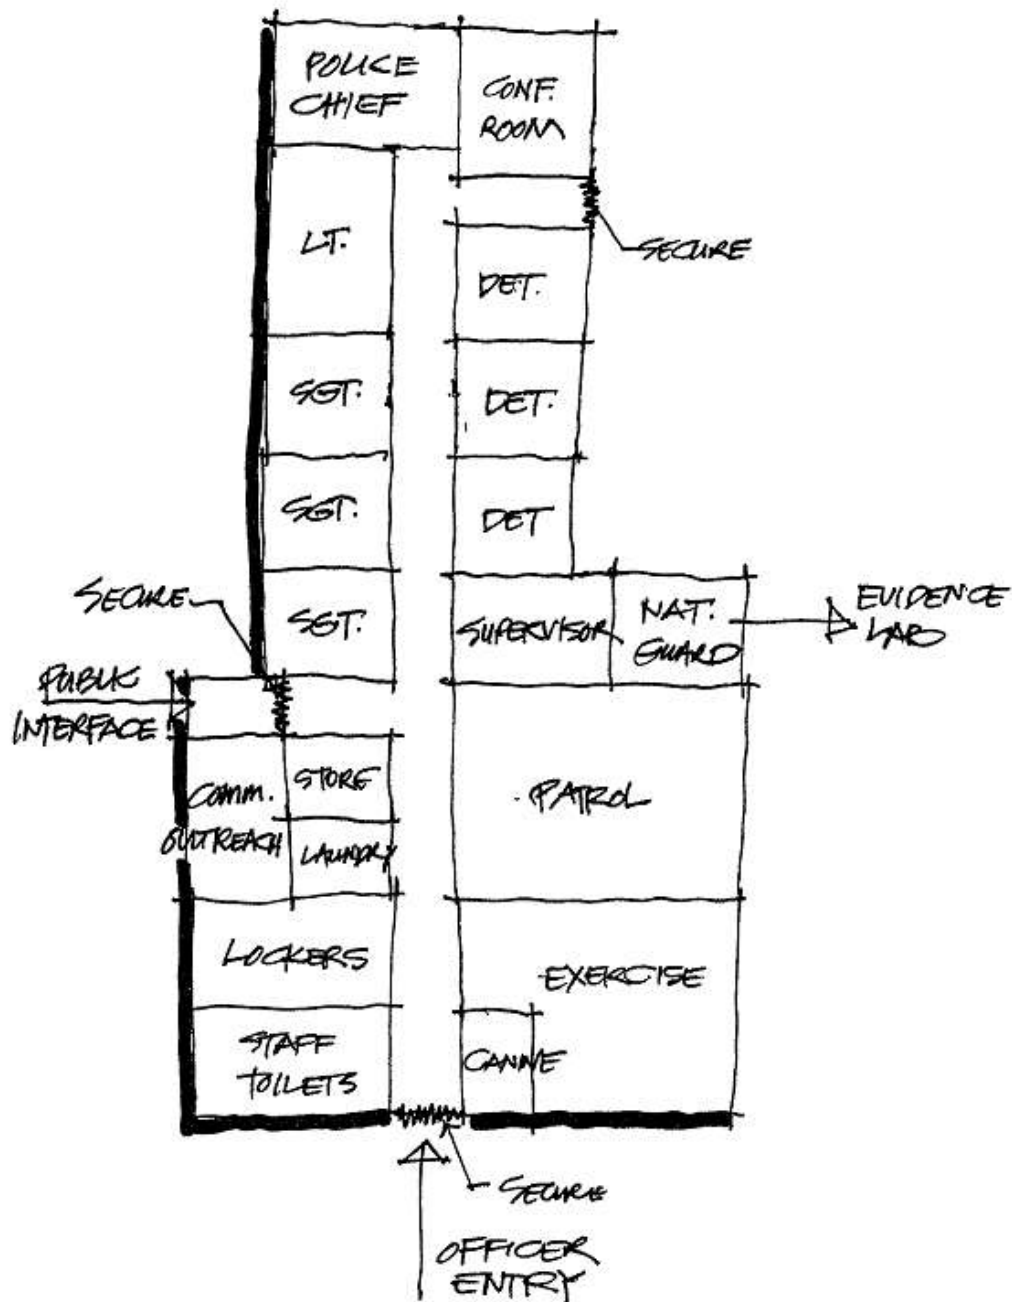 POLICE
CHIEF
CONF.
ROOM
LT.
SECURE
DET.
SGT.
DET.
SGT.
DET
SECURE
SGT.
SUPERVISOR
NAT.
GUARD
EVIDENCE
LAB
PUBLIC
INTERFACE
COMM.
OUTREACH
STORE
LAUNDRY
PATROL
LOCKERS
EXERCISE
STAFF
TOILETS
CANINE
SECURE
OFFICER
ENTRY